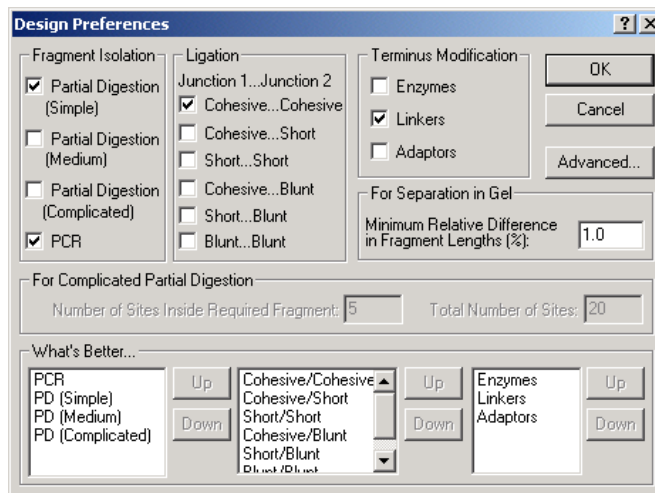 Design Preferences
Fragment Isolation
Partial Digestion
(Simple)
Partial Digestion
(Medium)
Partial Digestion
(Complicated)
PCR
Ligation
Junction 1...Junction 2
Cohesive...Cohesive
Cohesive...Short
Short...Short
Cohesive...Blunt
Short...Blunt
Blunt...Blunt
Terminus Modification
Enzymes
Linkers
Adaptors
OK
Cancel
Advanced...
For Separation in Gel
Minimum Relative Difference
in Fragment Lengths (%): 1.0
For Complicated Partial Digestion
Number of Sites Inside Required Fragment: 5 Total Number of Sites: 20
What's Better...
PCR
PD (Simple)
PD (Medium)
PD (Complicated)
Up
Down
Cohesive/Cohesive
Cohesive/Short
Short/Short
Cohesive/Blunt
Short/Blunt
Blunt/Blunt
Up
Down
Enzymes
Linkers
Adaptors
Up
Down